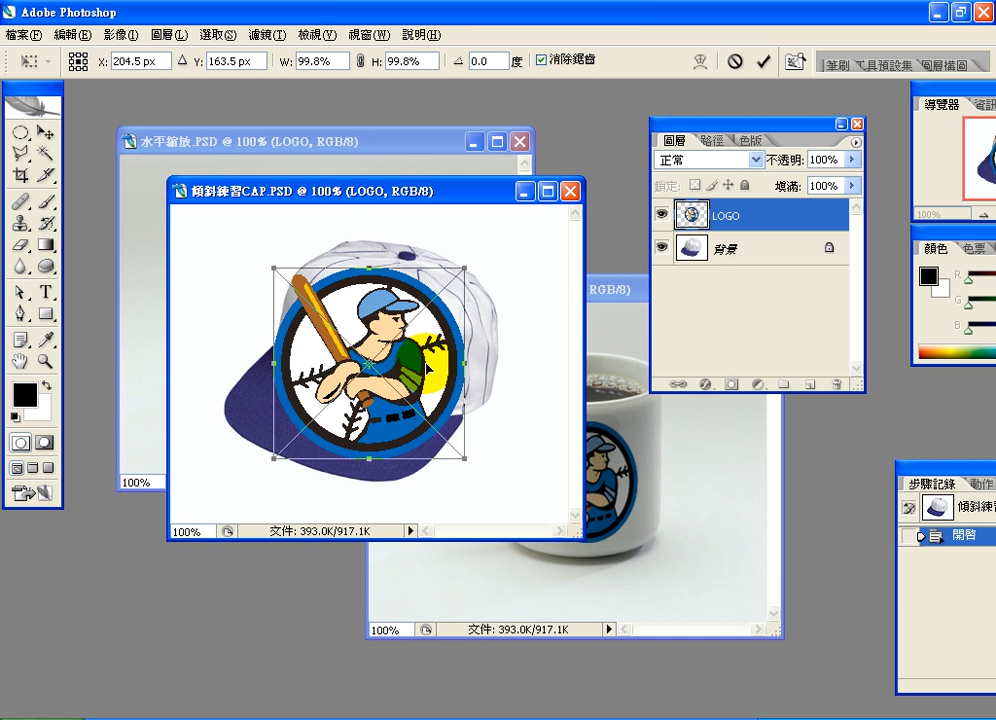 Adobe Photoshop
檔案(F) 編輯(E) 影像(I) 圖層(L) 選取(S) 濾鏡(T) 檢視(V) 視窗(W) 說明(H)
X: 204.5 px Y: 163.5 px W: 99.8% H: 99.8% 0.0 度 消除鋸齒
筆刷 工具預設集 圖層構圖
水平縮放.PSD @ 100% (LOGO, RGB/8)
傾斜練習CAP.PSD @ 100% (LOGO, RGB/8)
RGB/8)
圖層 路徑 色版
正常 不透明: 100%
鎖定: 填滿: 100%
LOGO
背景
導覽器 資訊
100%
顏色 色票
R
G
B
步驟記錄 動作
傾斜練
開啓
100%
100% 文件: 393.0K/917.1K
100% 文件: 393.0K/917.1K